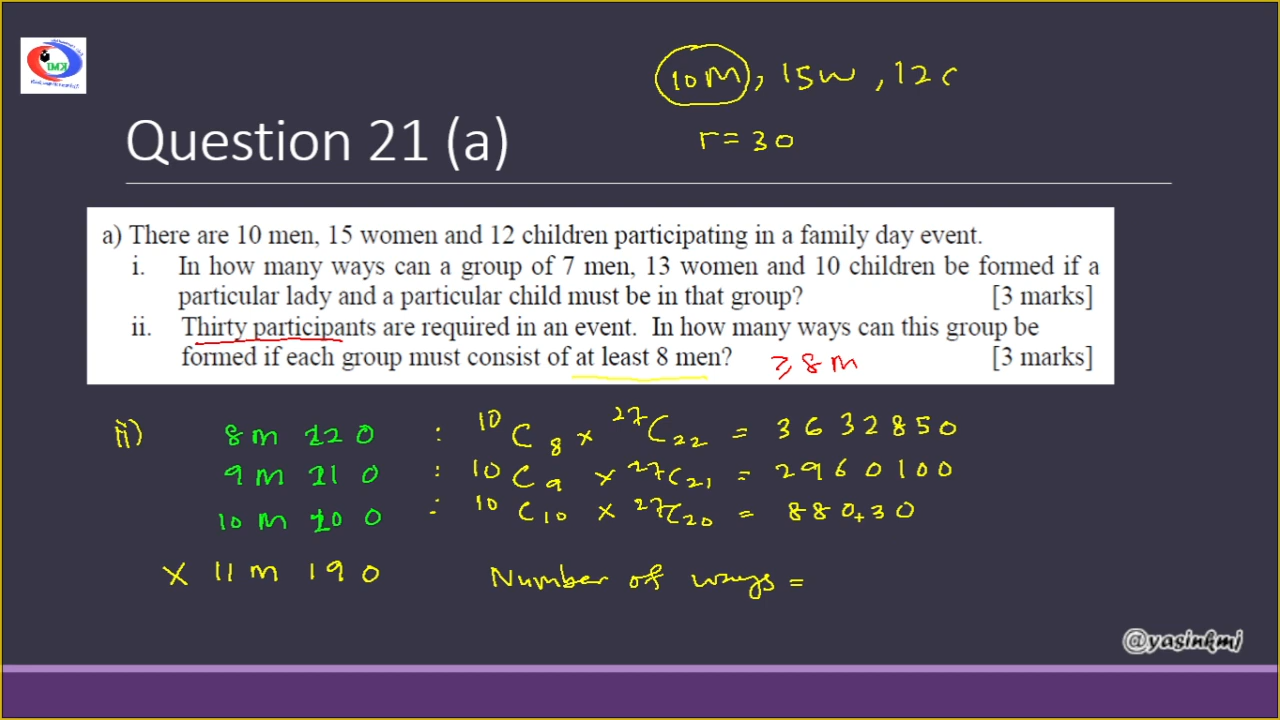 10M, 15W, 12C
r = 30
Question 21 (a)
a) There are 10 men, 15 women and 12 children participating in a family day event.
i. In how many ways can a group of 7 men, 13 women and 10 children be formed if a
particular lady and a particular child must be in that group? [3 marks]
ii. Thirty participants are required in an event. In how many ways can this group be
formed if each group must consist of at least 8 men? ≥8M [3 marks]
ii) 8M 22 0 : ¹⁰C₈ × ²⁷C₂₂ = 3632850
9M 21 0 : ¹⁰C₉ × ²⁷C₂₁ = 2960100
10M 20 0 : ¹⁰C₁₀ × ²⁷C₂₀ = 888030
X 11M 19 0 Number of ways =
@yasinkmj